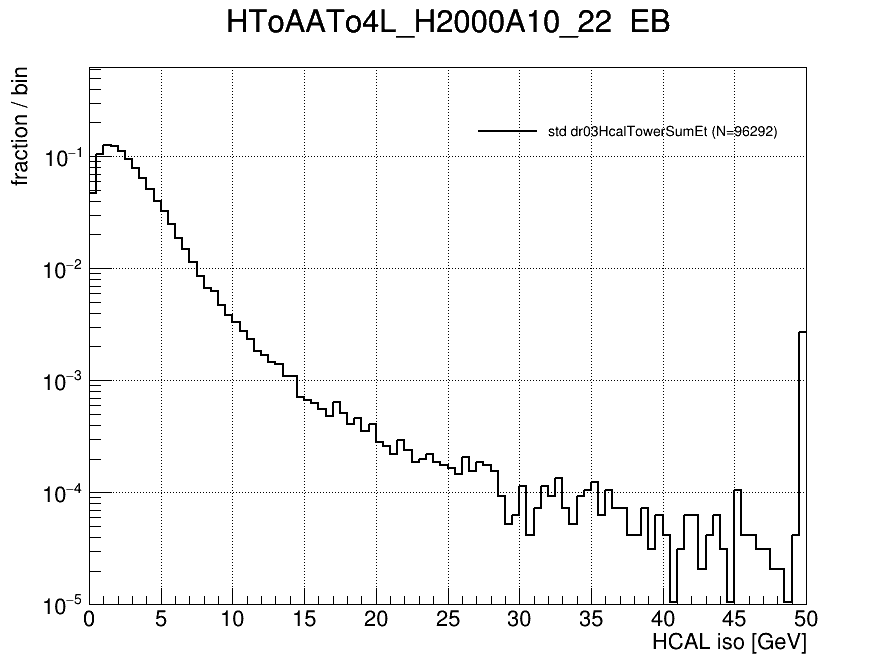 HToAATo4L_H2000A10_22 EB
fraction / bin
std dr03HcalTowerSumEt (N=96292)
10⁻¹
10⁻²
10⁻³
10⁻⁴
10⁻⁵
0 5 10 15 20 25 30 35 40 45 50
HCAL iso [GeV]